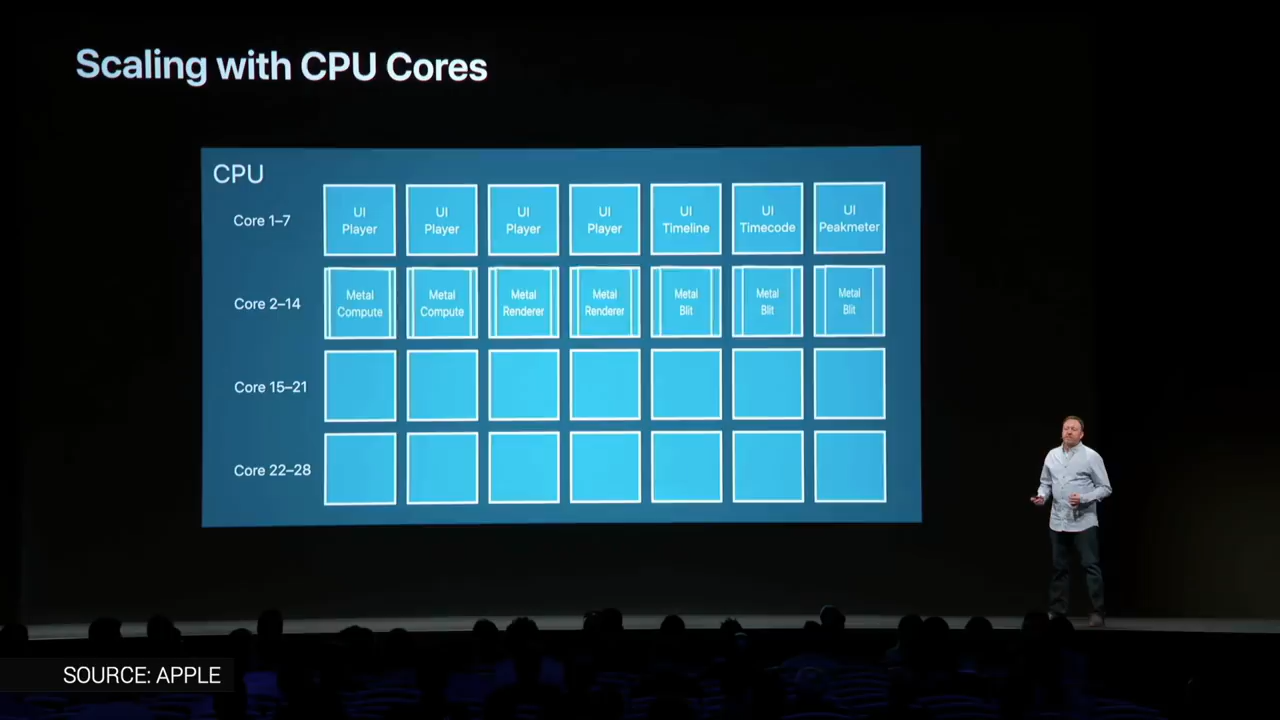 Scaling with CPU Cores
CPU
Core 1–7
UI
Player
UI
Player
UI
Player
UI
Player
UI
Timeline
UI
Timecode
UI
Peakmeter
Core 2–14
Metal
Compute
Metal
Compute
Metal
Renderer
Metal
Renderer
Metal
Blit
Metal
Blit
Metal
Blit
Core 15–21
Core 22–28
SOURCE: APPLE